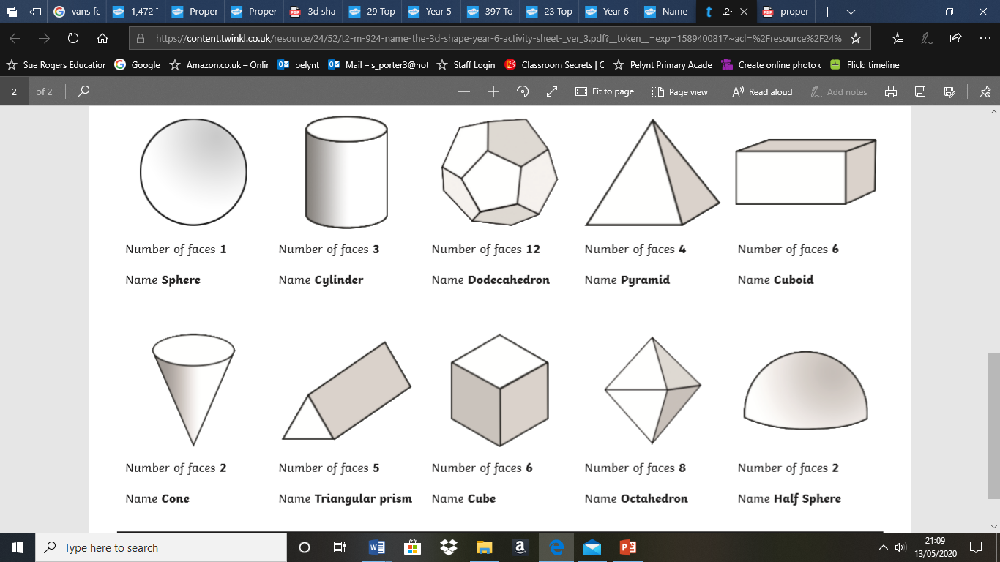 vans fc 1,472 T Proper Proper 3d sha 29 Top Year 5 397 To 23 Top Year 6 Name t2- proper
https://content.twinkl.co.uk/resource/24/52/t2-m-924-name-the-3d-shape-year-6-activity-sheet-_ver_3.pdf?__token__=exp=1589400817~acl=%2Fresource%2F24%
Sue Rogers Education Google Amazon.co.uk – Onlin pelynt Mail – s_porter3@hot Staff Login Classroom Secrets | C Pelynt Primary Acade Create online photo c Flick: timeline
2 of 2 Fit to page Page view Read aloud Add notes
Number of faces 1 Number of faces 3 Number of faces 12 Number of faces 4 Number of faces 6
Name Sphere Name Cylinder Name Dodecahedron Name Pyramid Name Cuboid
Number of faces 2 Number of faces 5 Number of faces 6 Number of faces 8 Number of faces 2
Name Cone Name Triangular prism Name Cube Name Octahedron Name Half Sphere
Type here to search
21:09
13/05/2020